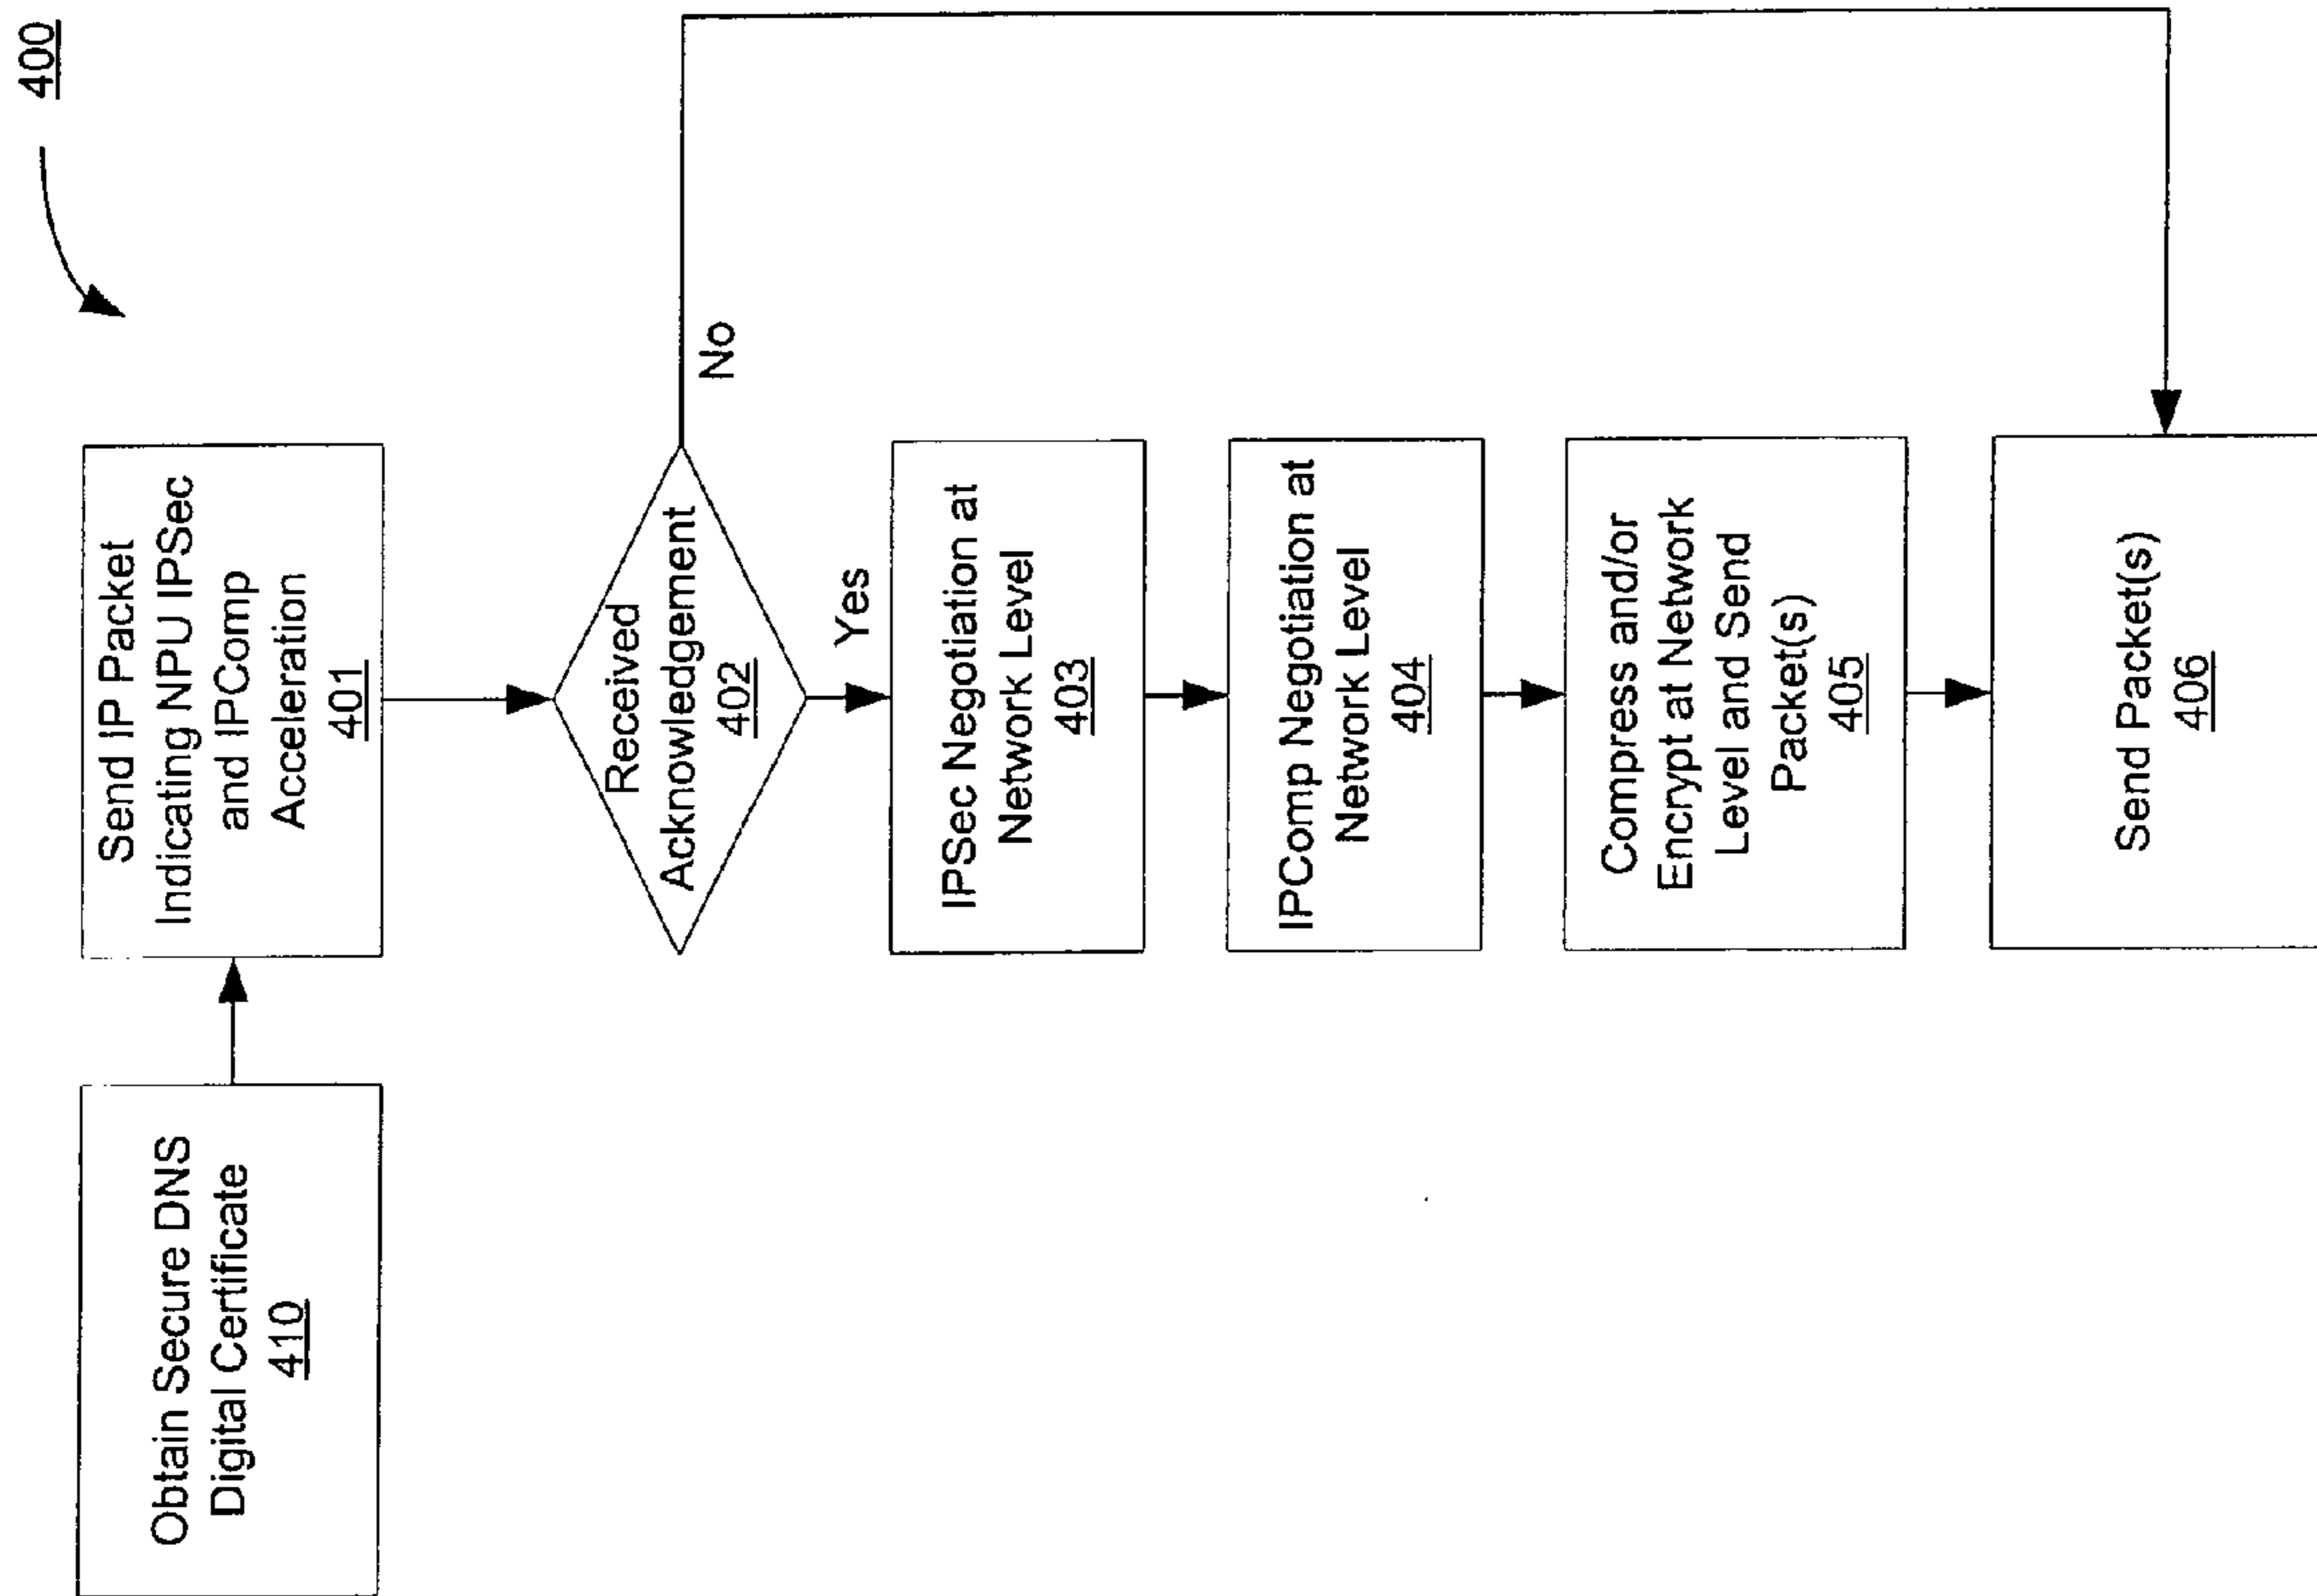 400
Obtain Secure DNS
Digital Certificate
410
Send IP Packet
Indicating NPU IPSec
and IPComp
Acceleration
401
Received
Acknowledgement
402
No
Yes
IPSec Negotiation at
Network Level
403
IPComp Negotiation at
Network Level
404
Compress and/or
Encrypt at Network
Level and Send
Packet(s)
405
Send Packet(s)
406